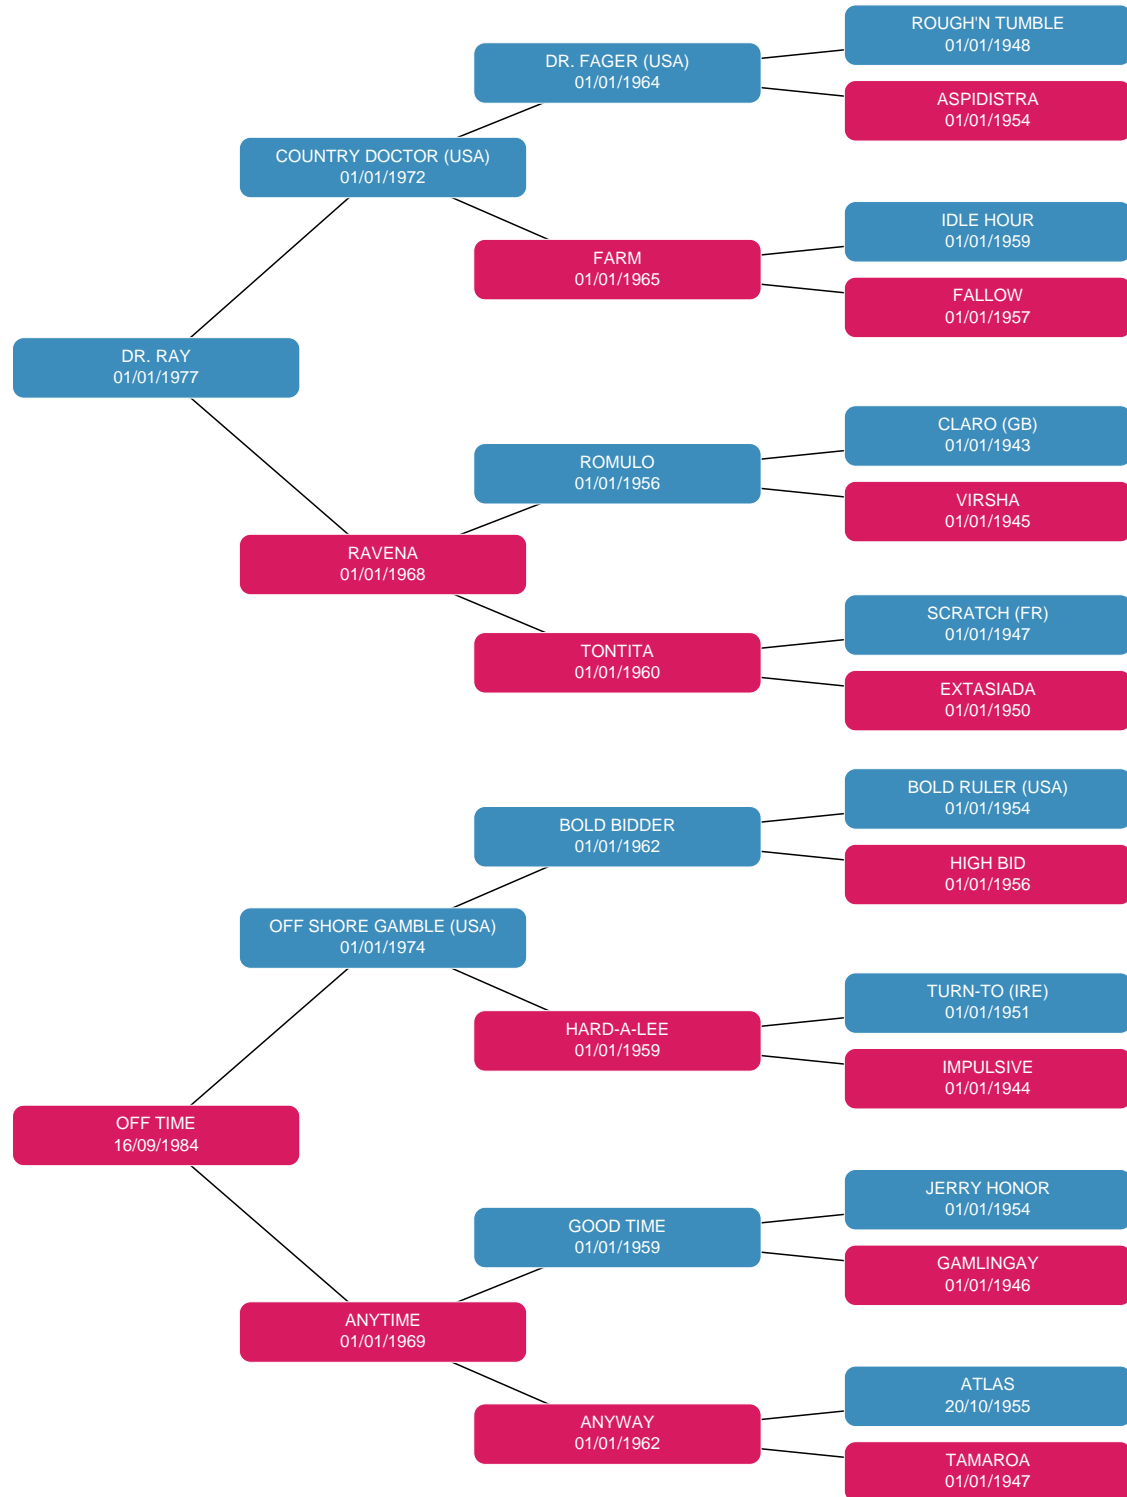 ROUGH'N TUMBLE
01/01/1948
DR. FAGER (USA)
01/01/1964
ASPIDISTRA
01/01/1954
COUNTRY DOCTOR (USA)
01/01/1972
IDLE HOUR
01/01/1959
FARM
01/01/1965
FALLOW
01/01/1957
DR. RAY
01/01/1977
CLARO (GB)
01/01/1943
ROMULO
01/01/1956
VIRSHA
01/01/1945
RAVENA
01/01/1968
SCRATCH (FR)
01/01/1947
TONTITA
01/01/1960
EXTASIADA
01/01/1950
BOLD RULER (USA)
01/01/1954
BOLD BIDDER
01/01/1962
HIGH BID
01/01/1956
OFF SHORE GAMBLE (USA)
01/01/1974
TURN-TO (IRE)
01/01/1951
HARD-A-LEE
01/01/1959
IMPULSIVE
01/01/1944
OFF TIME
16/09/1984
JERRY HONOR
01/01/1954
GOOD TIME
01/01/1959
GAMLINGAY
01/01/1946
ANYTIME
01/01/1969
ATLAS
20/10/1955
ANYWAY
01/01/1962
TAMAROA
01/01/1947